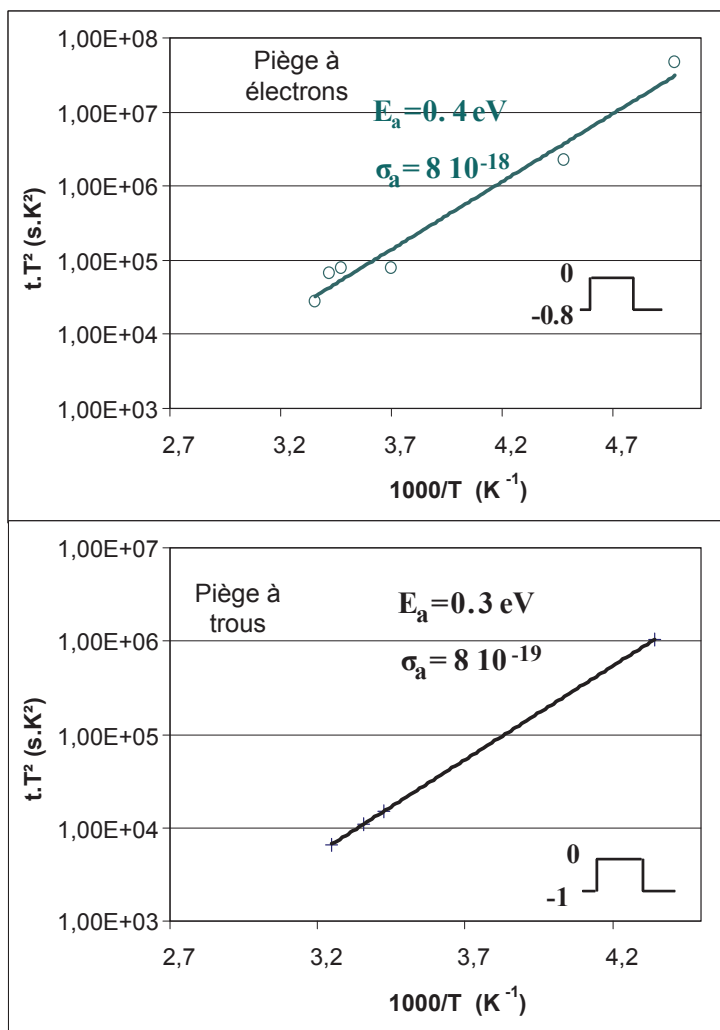 1,00E+08
Piège à
électrons
1,00E+07
Eₐ=0.4 eV
σₐ= 8 10⁻¹⁸
1,00E+06
t.T² (s.K²)
1,00E+05
0
-0.8
1,00E+04
1,00E+03
2,7 3,2 3,7 4,2 4,7
1000/T (K⁻¹)
1,00E+07
Piège à
trous
Eₐ=0.3 eV
σₐ= 8 10⁻¹⁹
1,00E+06
t.T² (s.K²)
1,00E+05
1,00E+04
0
-1
1,00E+03
2,7 3,2 3,7 4,2
1000/T (K⁻¹)